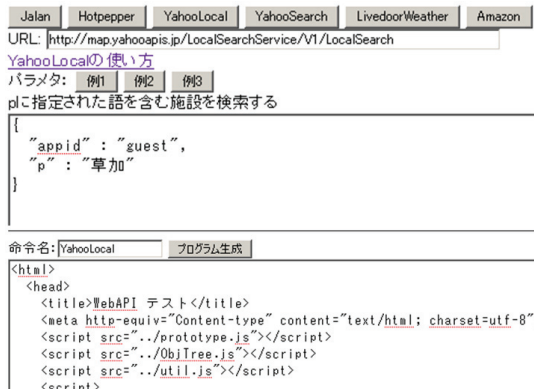 Jalan Hotpepper YahooLocal YahooSearch LivedoorWeather Amazon
URL: http://map.yahooapis.jp/LocalSearchService/V1/LocalSearch
YahooLocalの使い方
パラメタ: 例1 例2 例3
pに指定された語を含む施設を検索する
{
"appid" : "guest",
"p" : "草加"
}
命令名: YahooLocal プログラム生成
<html>
<head>
<title>WebAPI テスト</title>
<meta http-equiv="Content-type" content="text/html; charset=utf-8"
<script src="../prototype.js"></script>
<script src="../ObjTree.js"></script>
<script src="../util.js"></script>
<script>